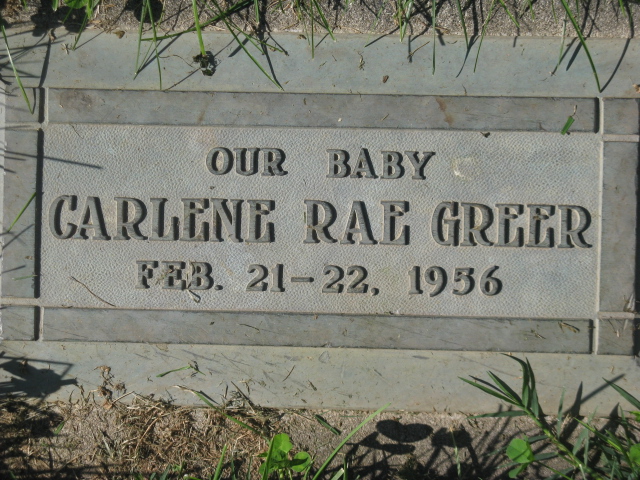 OUR BABY
CARLENE RAE GREER
FEB. 21-22, 1956